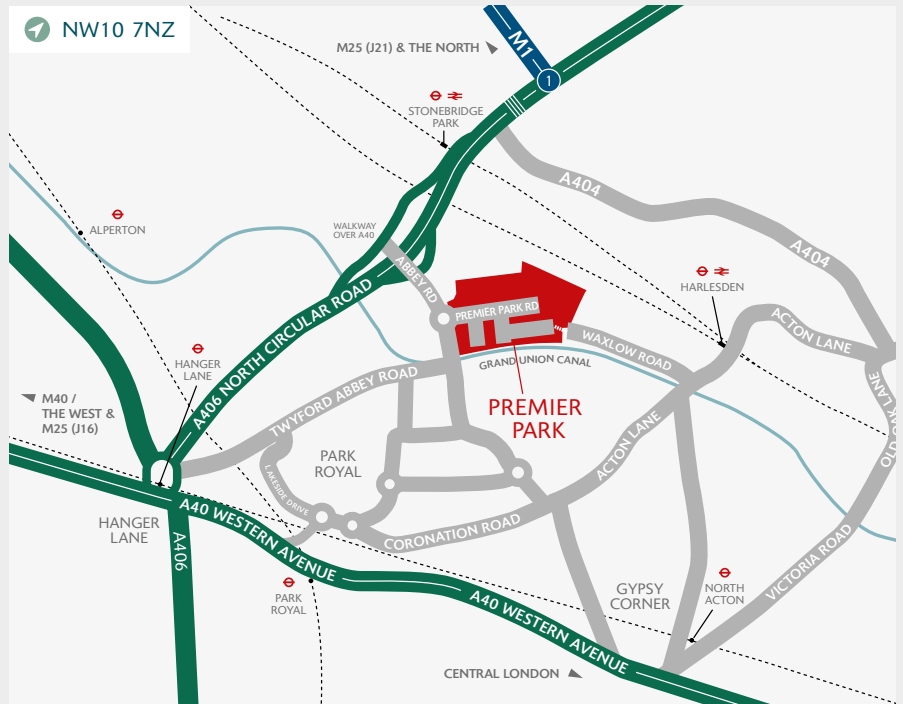 NW10 7NZ
M25 (J21) & THE NORTH
M1
1
STONEBRIDGE
PARK
A404
A404
ALPERTON
WALKWAY
OVER A40
ABBEY RD
HARLESDEN
PREMIER PARK RD
A406 NORTH CIRCULAR ROAD
WAXLOW ROAD
ACTON LANE
HANGER
LANE
GRAND UNION CANAL
TWYFORD ABBEY ROAD
OLD OAK LANE
M40 /
THE WEST &
M25 (J16)
PREMIER
PARK
ACTON LANE
PARK
ROYAL
LAKESIDE DRIVE
A40 WESTERN AVENUE
CORONATION ROAD
HANGER
LANE
A406
VICTORIA ROAD
PARK
ROYAL
GYPSY
CORNER
NORTH
ACTON
A40 WESTERN AVENUE
CENTRAL LONDON